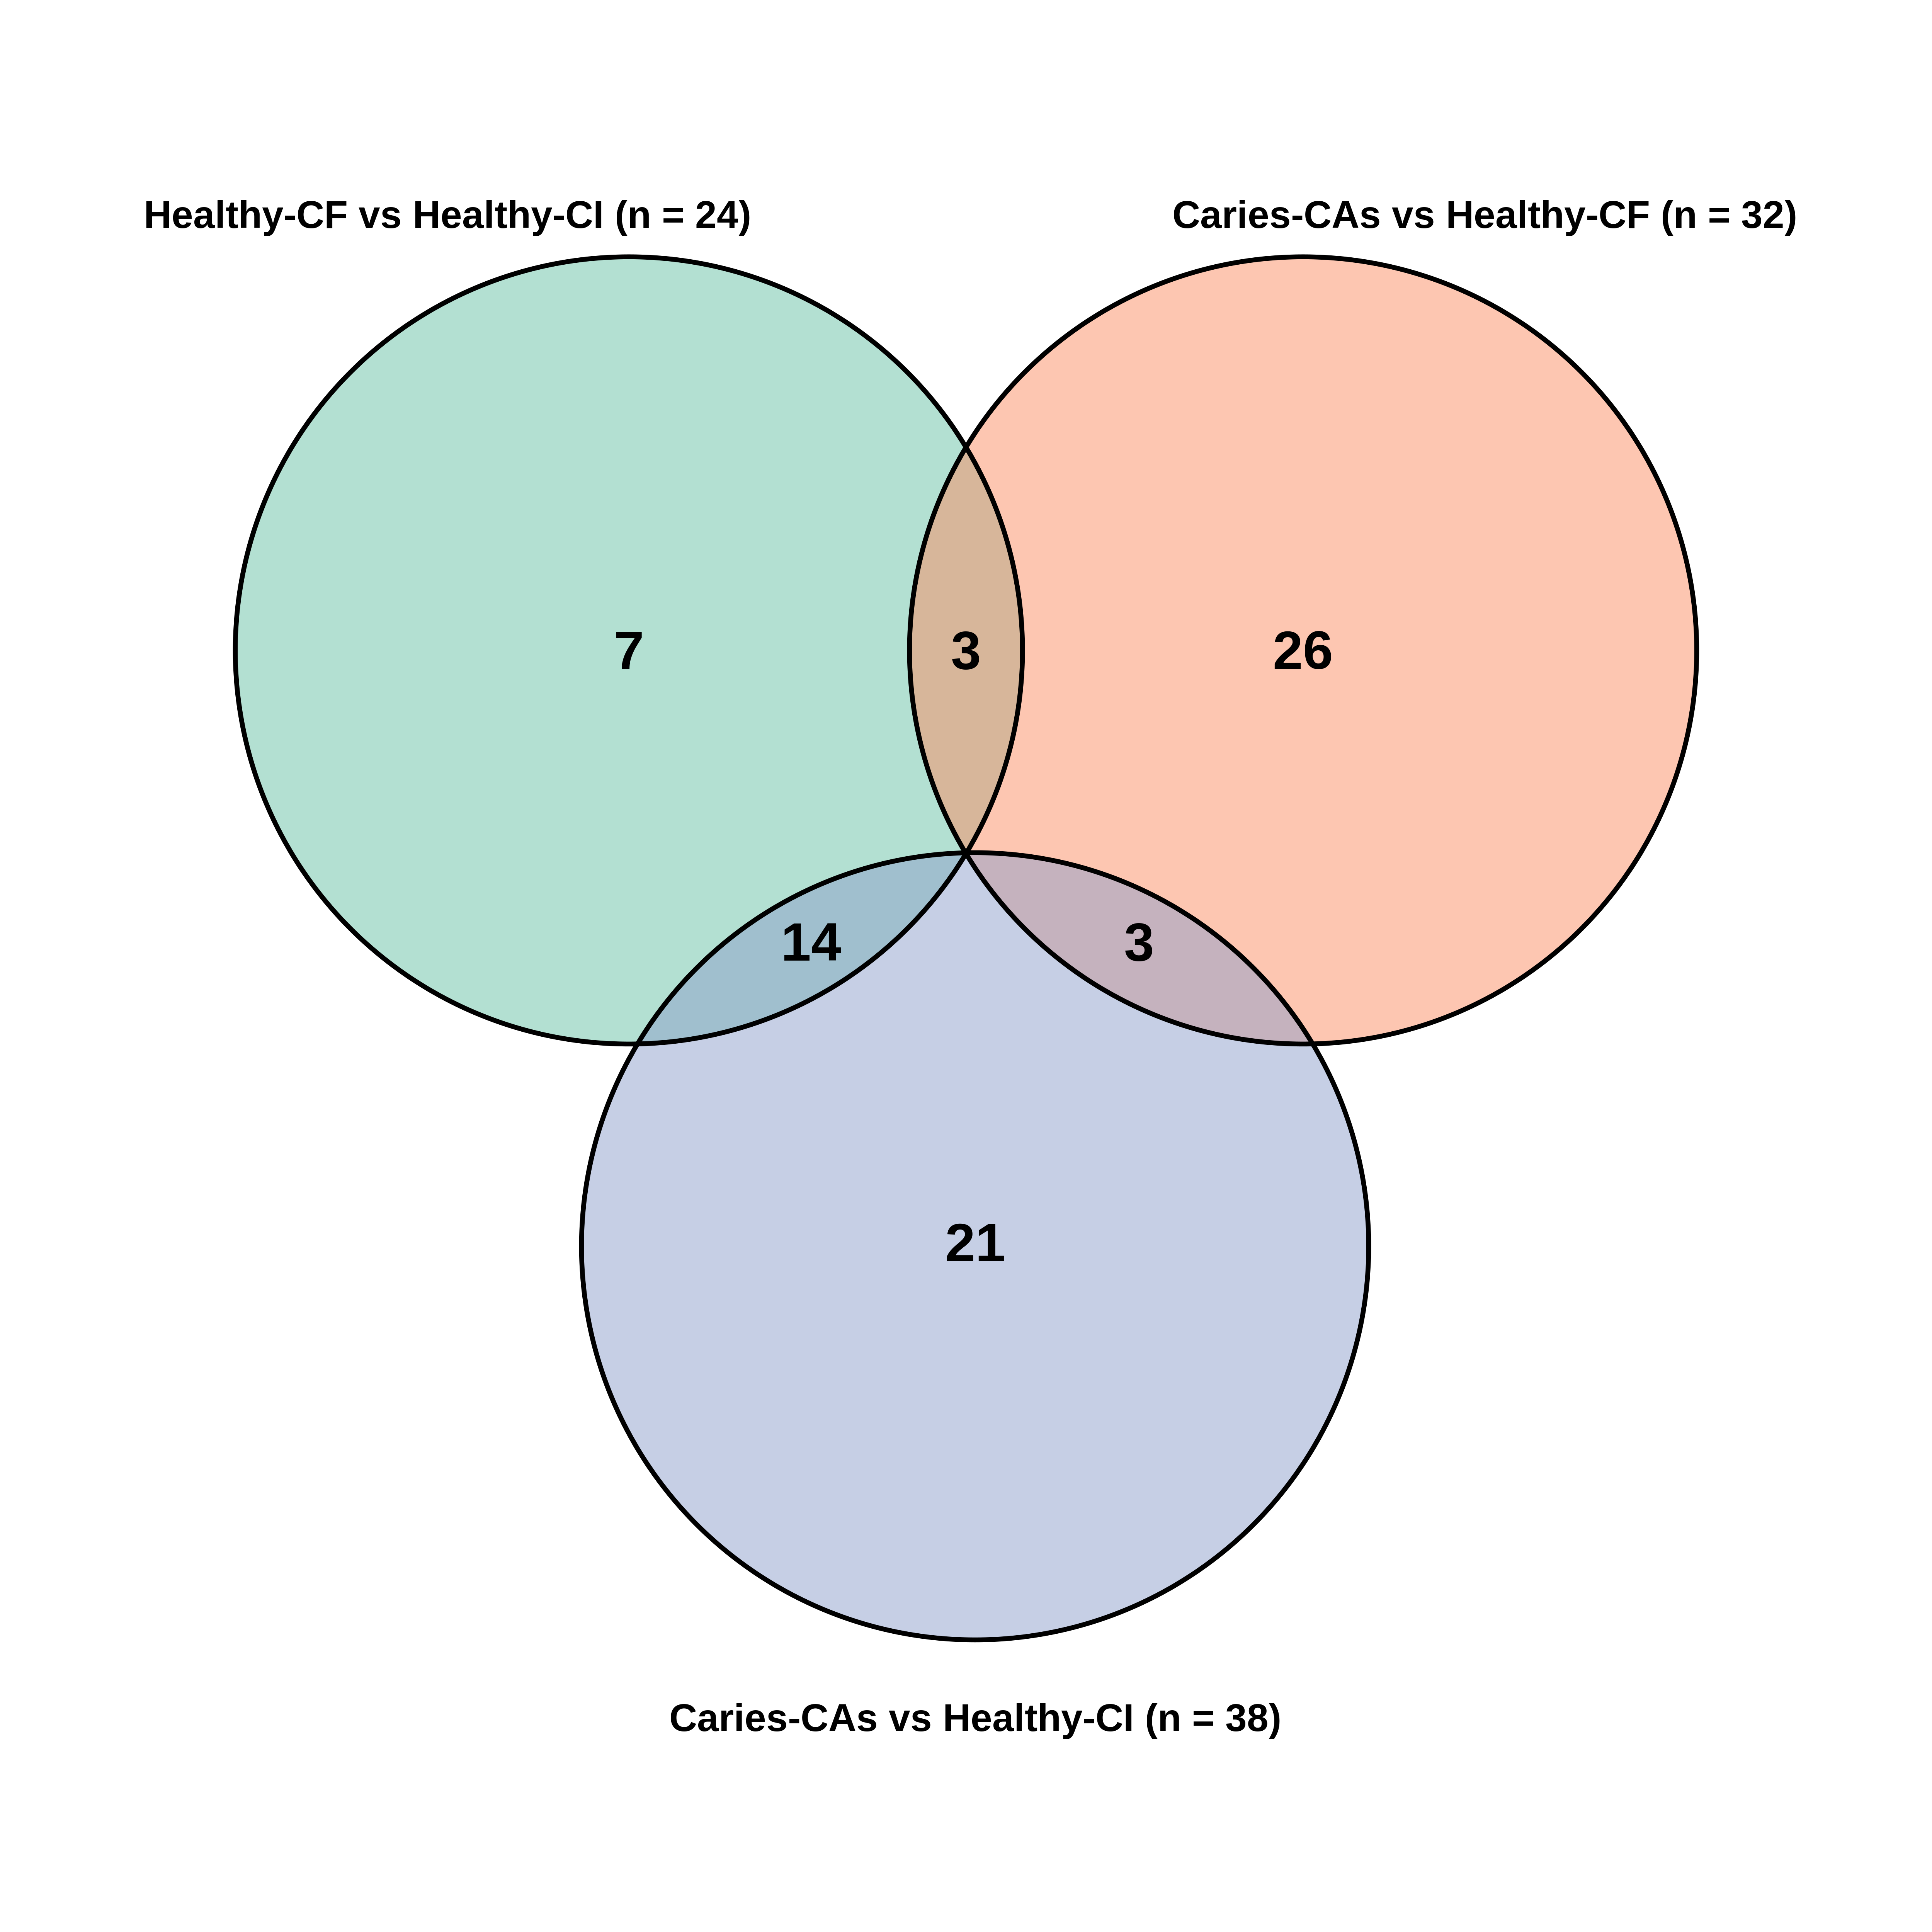 Healthy-CF vs Healthy-CI (n = 24)
Caries-CAs vs Healthy-CF (n = 32)
7
3
26
14
3
21
Caries-CAs vs Healthy-CI (n = 38)